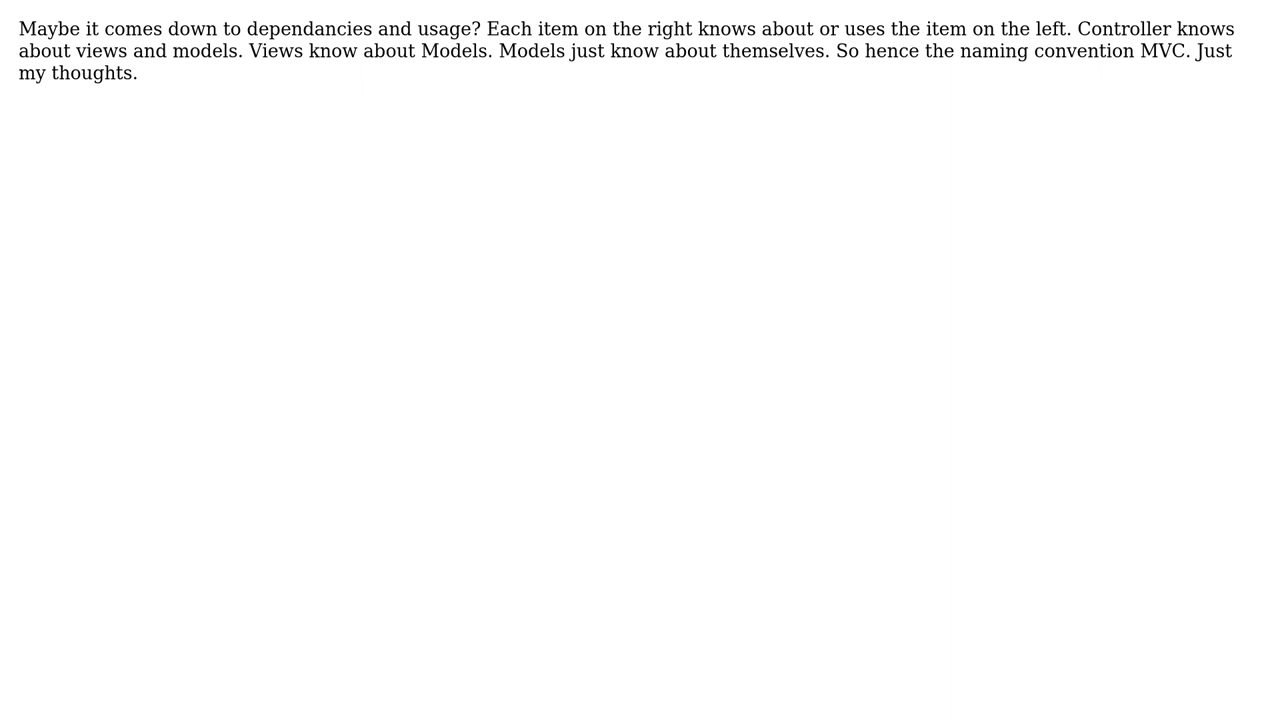 Maybe it comes down to dependancies and usage? Each item on the right knows about or uses the item on the left. Controller knows
about views and models. Views know about Models. Models just know about themselves. So hence the naming convention MVC. Just
my thoughts.